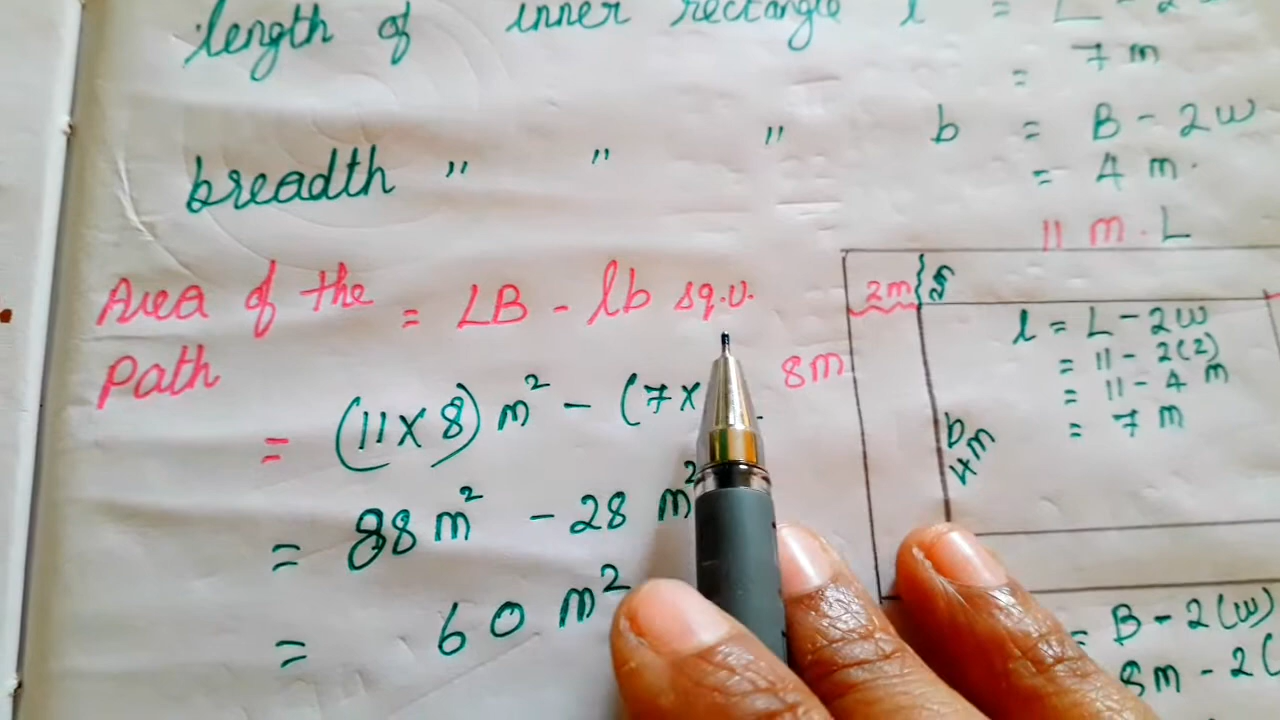 length of inner rectangle l = L - 2
= 7 m
breadth " " " b = B - 2w
= 4 m.
11 m. L
Area of the = LB - lb sq.u.
Path
= (11 x 8) m² - (7 x
= 88 m² - 28 m²
= 60 m²
2m
8m
l = L - 2w
= 11 - 2(2)
= 11 - 4 m
= 7 m
b
4m
= B - 2(w)
8m - 2(